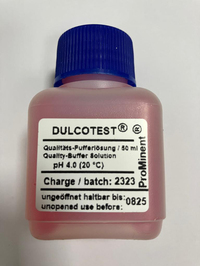 DULCOTEST® ®
Qualitäts-Pufferlösung / 50 ml
Quality-Buffer Solution
pH 4.0 (20 °C)
Charge / batch: 2323
ungeöffnet haltbar bis:
unopened use before: 0825
ProMinent